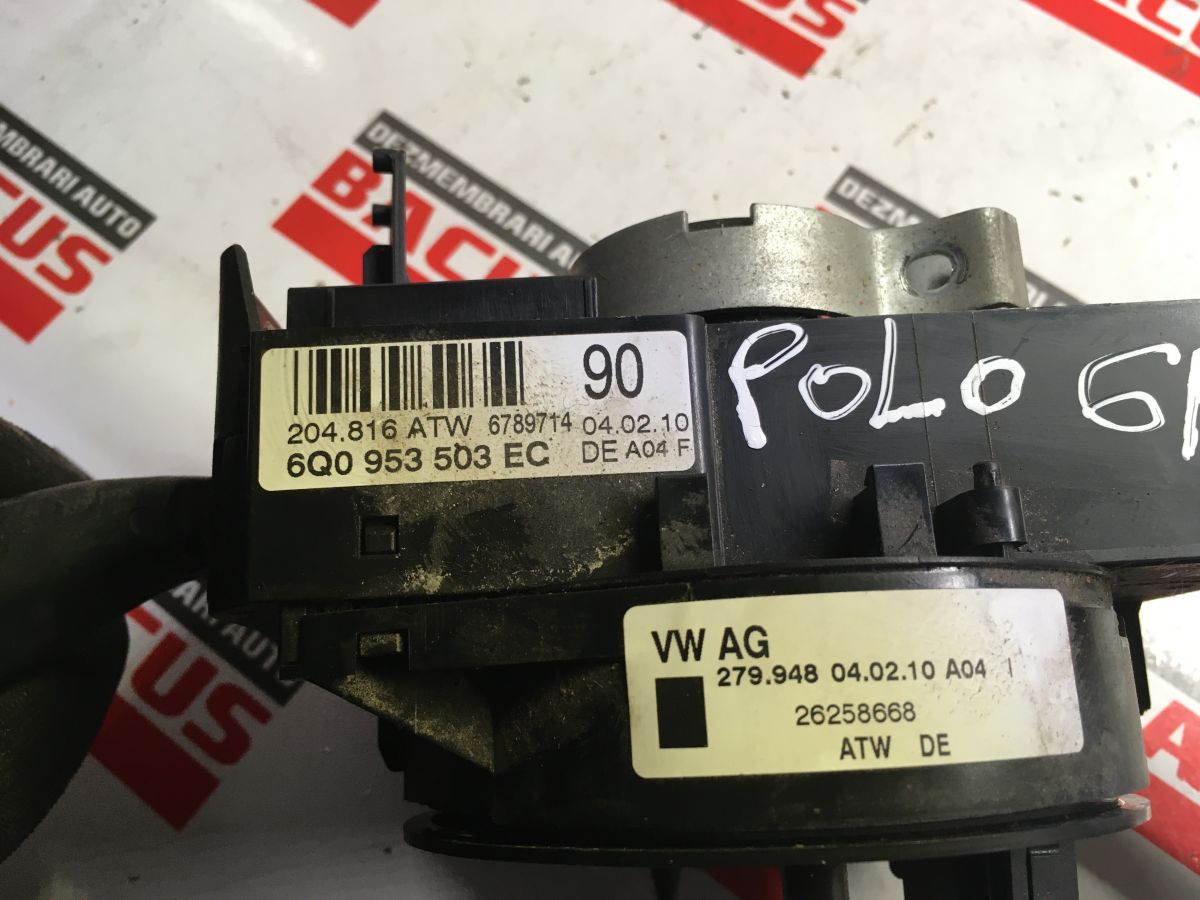 DEZMEMBRARI AUTO
BACUS
90
204.816 ATW 6789714 04.02.10
6Q0 953 503 EC DE A04 F
POLO
VW AG
279.948 04.02.10 A04
26258668
ATW DE